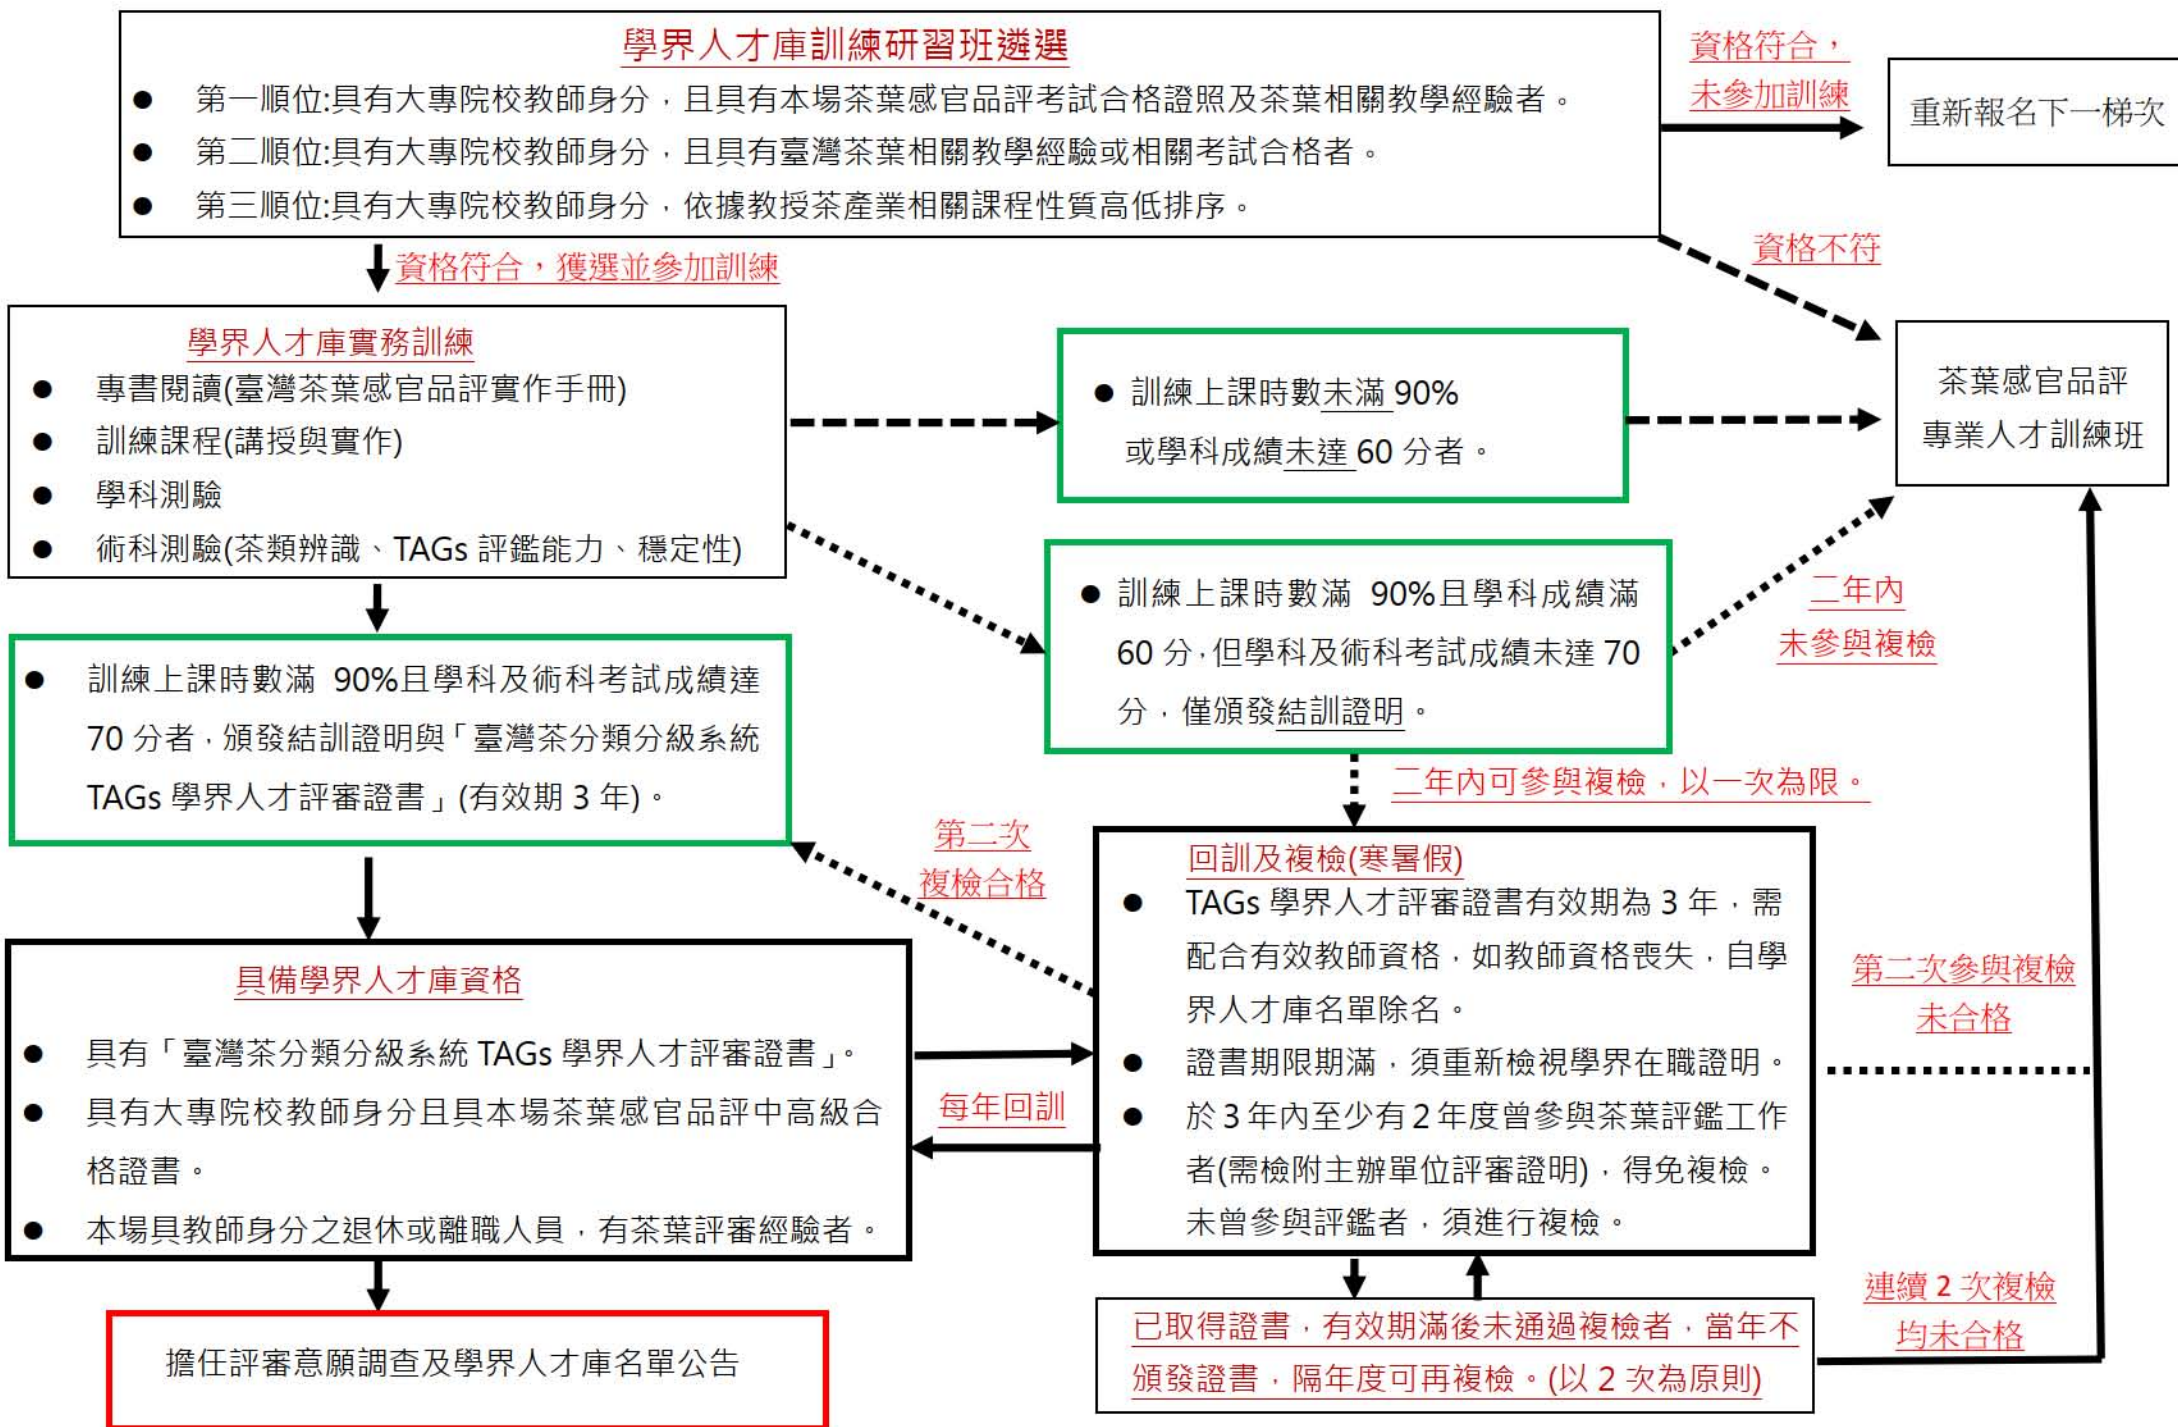 學界人才庫訓練研習班遴選
● 第一順位:具有大專院校教師身分，且具有本場茶葉感官品評考試合格證照及茶葉相關教學經驗者。
● 第二順位:具有大專院校教師身分，且具有臺灣茶葉相關教學經驗或相關考試合格者。
● 第三順位:具有大專院校教師身分，依據教授茶產業相關課程性質高低排序。
資格符合，
未參加訓練
重新報名下一梯次
資格符合，獲選並參加訓練
資格不符
學界人才庫實務訓練
● 專書閱讀(臺灣茶葉感官品評實作手冊)
● 訓練課程(講授與實作)
● 學科測驗
● 術科測驗(茶類辨識、TAGs 評鑑能力、穩定性)
● 訓練上課時數未滿 90%
或學科成績未達 60 分者。
茶葉感官品評
專業人才訓練班
● 訓練上課時數滿 90%且學科成績滿
60 分，但學科及術科考試成績未達 70
分，僅頒發結訓證明。
二年內
未參與複檢
● 訓練上課時數滿 90%且學科及術科考試成績達
70 分者，頒發結訓證明與「臺灣茶分類分級系統
TAGs 學界人才評審證書」(有效期 3 年)。
二年內可參與複檢，以一次為限。
第二次
複檢合格
回訓及複檢(寒暑假)
● TAGs 學界人才評審證書有效期為 3 年，需
配合有效教師資格，如教師資格喪失，自學
界人才庫名單除名。
● 證書期限期滿，須重新檢視學界在職證明。
● 於 3 年內至少有 2 年度曾參與茶葉評鑑工作
者(需檢附主辦單位評審證明)，得免複檢。
未曾參與評鑑者，須進行複檢。
第二次參與複檢
未合格
具備學界人才庫資格
● 具有「臺灣茶分類分級系統 TAGs 學界人才評審證書」。
● 具有大專院校教師身分且具本場茶葉感官品評中高級合
格證書。
● 本場具教師身分之退休或離職人員，有茶葉評審經驗者。
每年回訓
擔任評審意願調查及學界人才庫名單公告
已取得證書，有效期滿後未通過複檢者，當年不
頒發證書，隔年度可再複檢。(以 2 次為原則)
連續 2 次複檢
均未合格